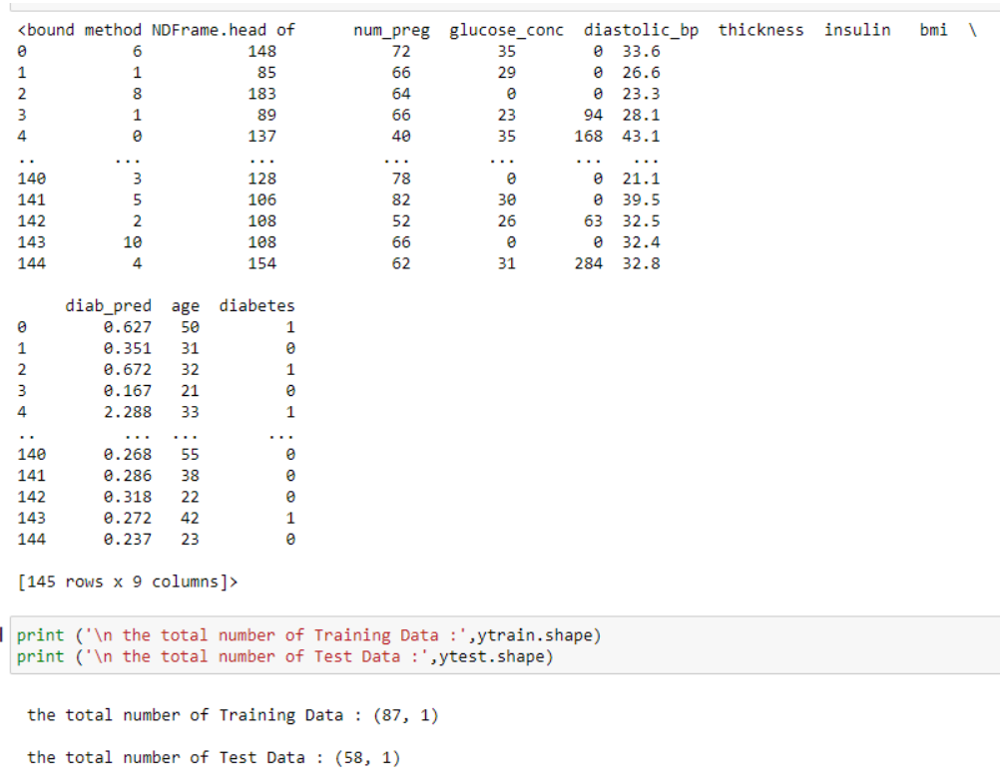 <bound method NDFrame.head of      num_preg  glucose_conc  diastolic_bp  thickness  insulin   bmi  \
0           6           148            72         35        0  33.6
1           1            85            66         29        0  26.6
2           8           183            64          0        0  23.3
3           1            89            66         23       94  28.1
4           0           137            40         35      168  43.1
..        ...           ...           ...        ...      ...   ...
140         3           128            78          0        0  21.1
141         5           106            82         30        0  39.5
142         2           108            52         26       63  32.5
143        10           108            66          0        0  32.4
144         4           154            62         31      284  32.8
     diab_pred  age  diabetes
0        0.627   50         1
1        0.351   31         0
2        0.672   32         1
3        0.167   21         0
4        2.288   33         1
..         ...  ...       ...
140      0.268   55         0
141      0.286   38         0
142      0.318   22         0
143      0.272   42         1
144      0.237   23         0
[145 rows x 9 columns]>
print ('\n the total number of Training Data :',ytrain.shape)
print ('\n the total number of Test Data :',ytest.shape)
the total number of Training Data : (87, 1)
the total number of Test Data : (58, 1)